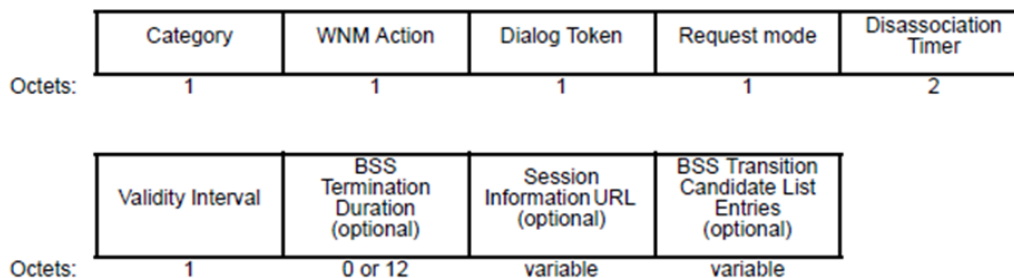 Category WNM Action Dialog Token Request mode Disassociation Timer
Octets: 1 1 1 1 2
Validity Interval BSS Termination Duration (optional) Session Information URL (optional) BSS Transition Candidate List Entries (optional)
Octets: 1 0 or 12 variable variable